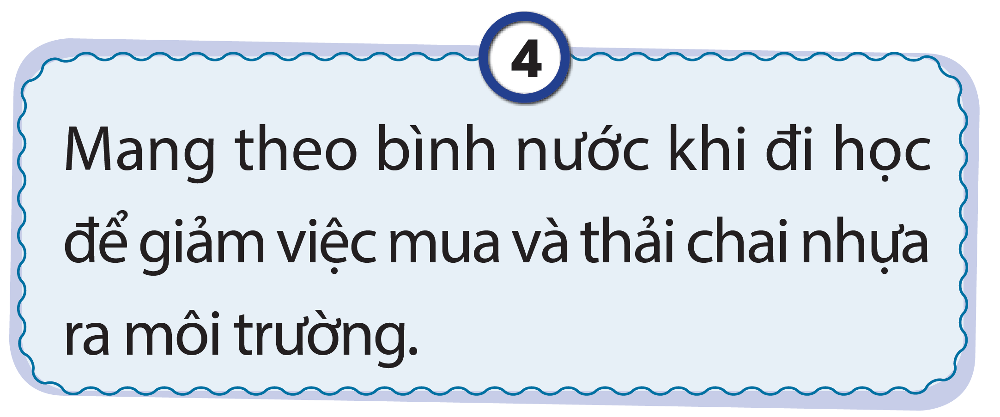 4
Mang theo bình nước khi đi học
để giảm việc mua và thải chai nhựa
ra môi trường.